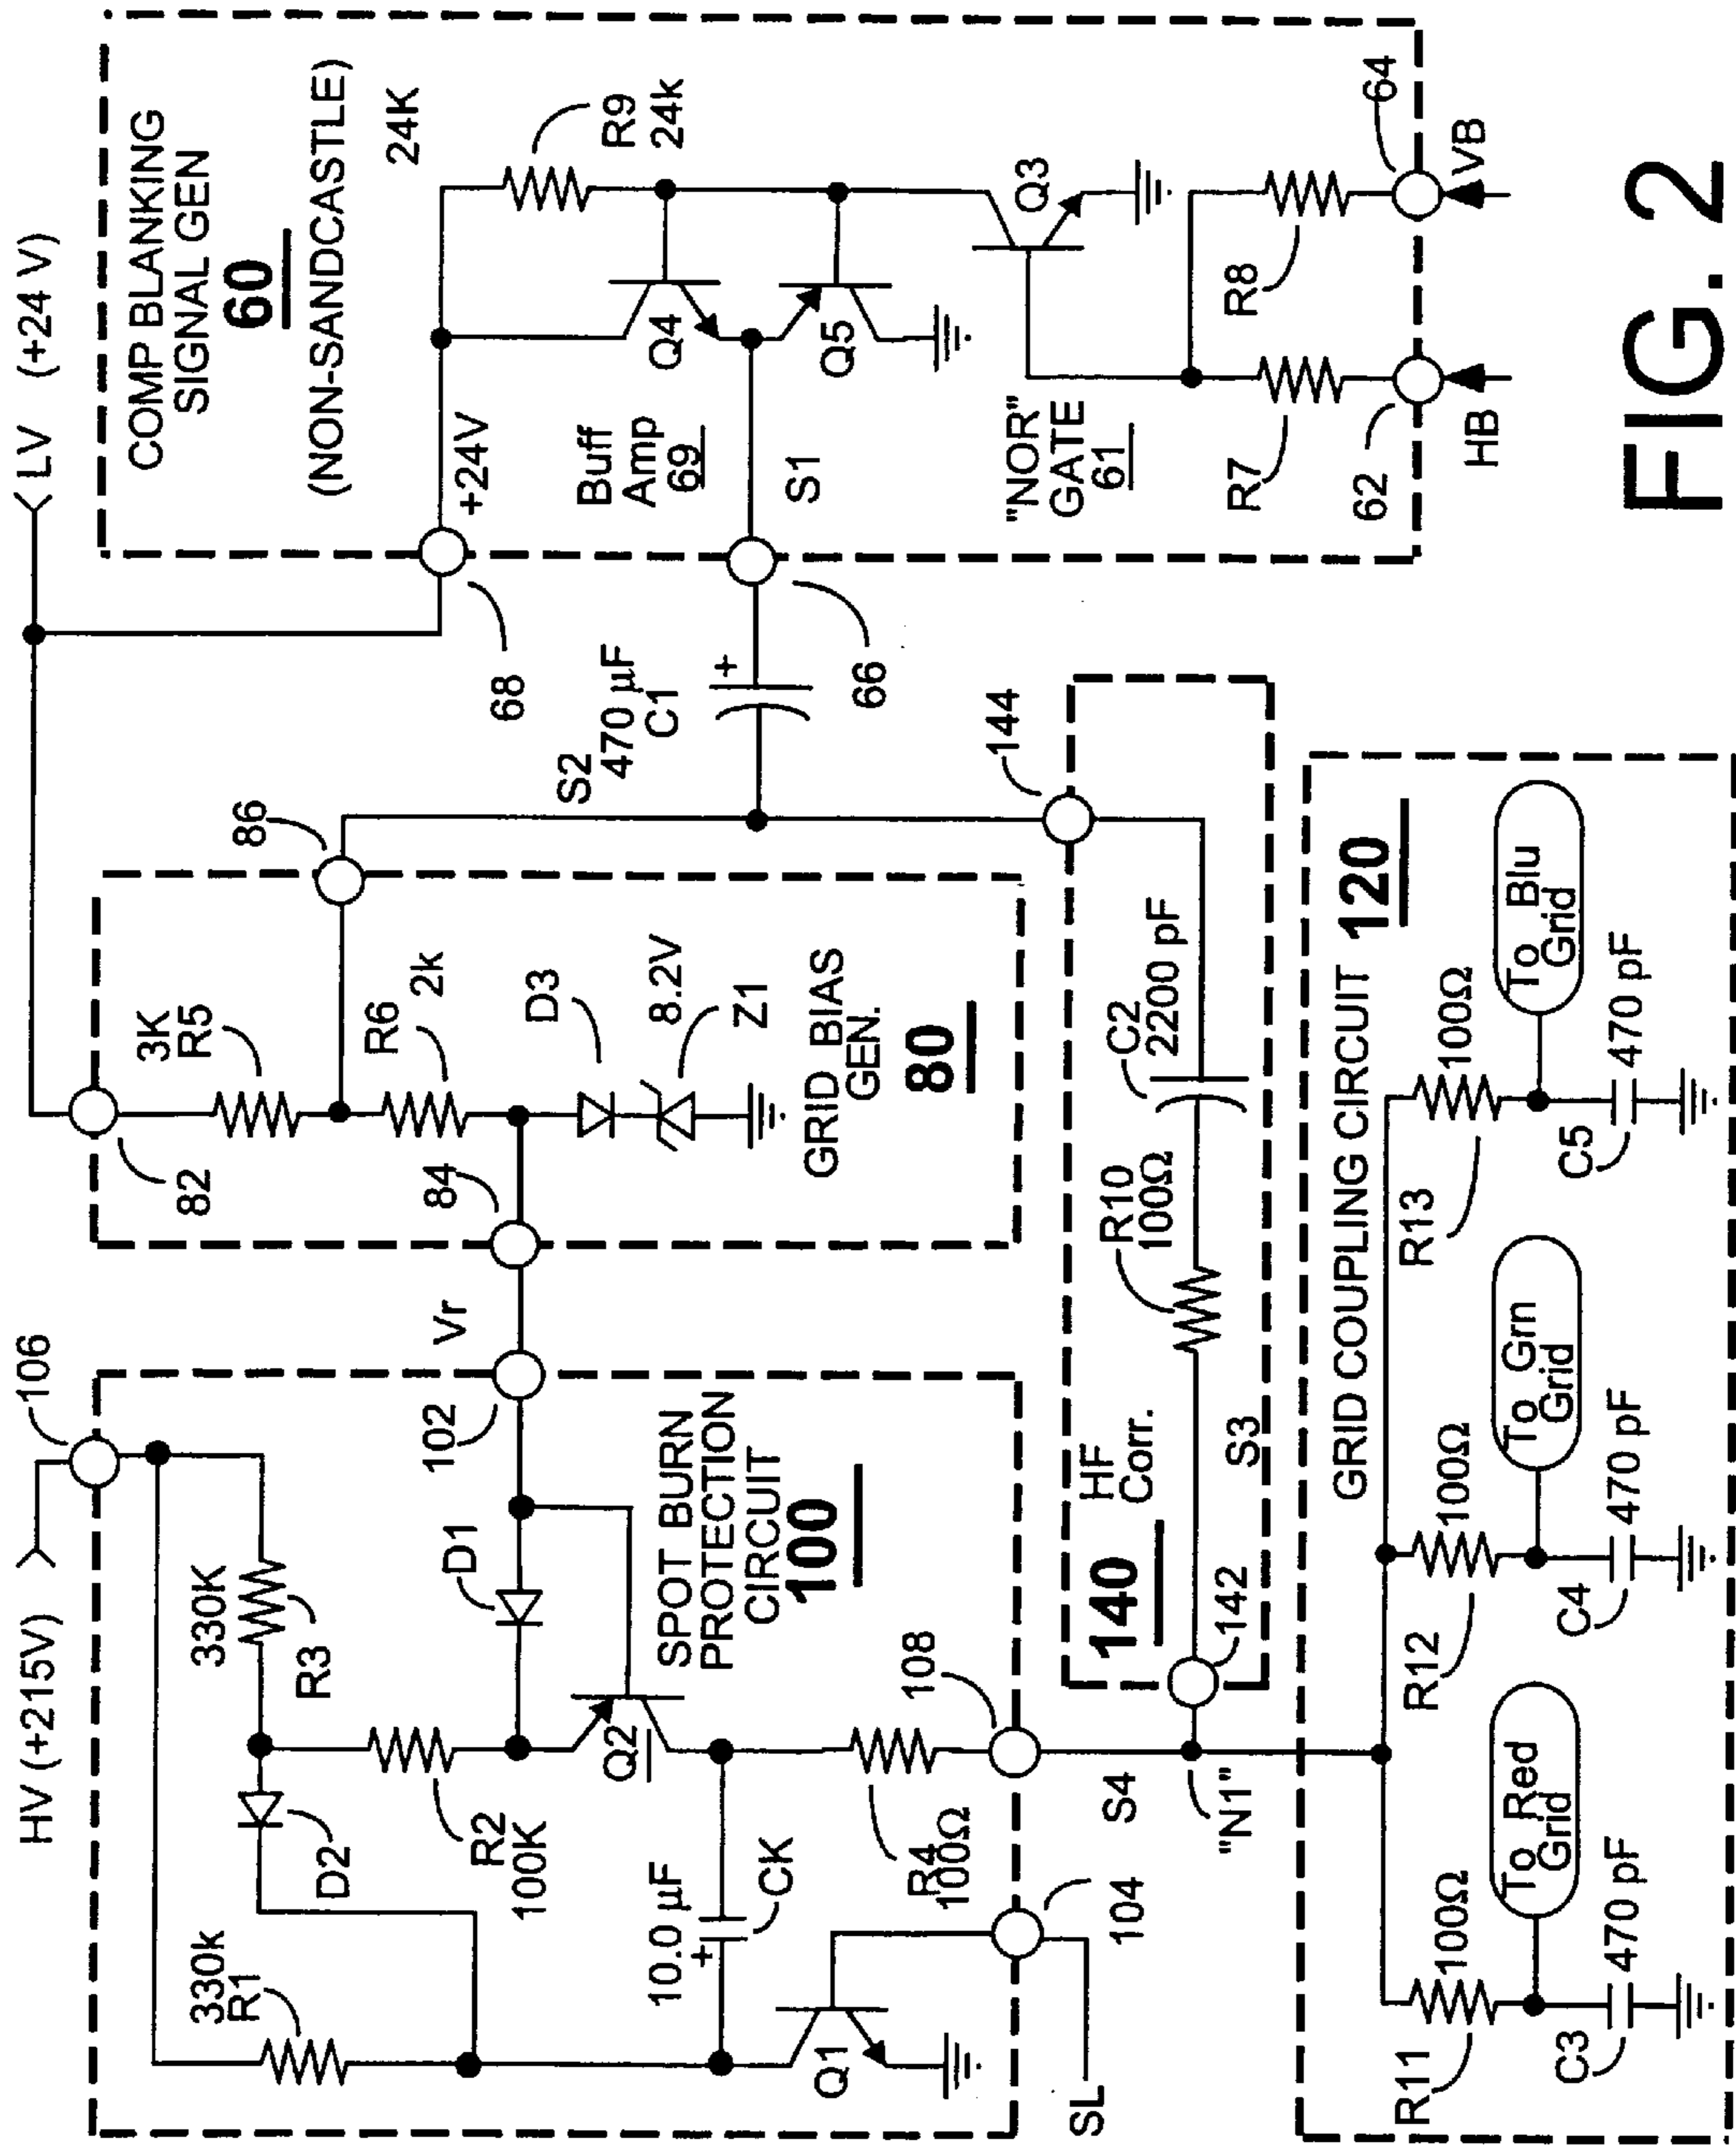 HV (+215V)
106
LV (+24 V)
330k
R1
330K
R3
D2
R2
100K
D1
102
Vr
Q2
10.0 µF
+
CK
Q1
SPOT BURN
PROTECTION
CIRCUIT
100
R4
100Ω
108
104
SL
82
3K
R5
86
R6
2k
84
D3
8.2V
Z1
GRID BIAS
GEN.
80
S2
470 µF
C1
+
68
66
COMP BLANKING
SIGNAL GEN
60
(NON-SANDCASTLE)
24K
+24V
R9
24k
Buff
Amp
69
Q4
S1
Q5
"NOR"
GATE
61
Q3
R7
R8
62
64
HB
VB
S4
"N1"
142
140
HF
Corr.
S3
R10
100Ω
C2
2200 pF
144
GRID COUPLING CIRCUIT 120
R11
100Ω
To Red
Grid
C3
470 pF
R12
100Ω
To Grn
Grid
C4
470 pF
R13
100Ω
To Blu
Grid
C5
470 pF
FIG. 2